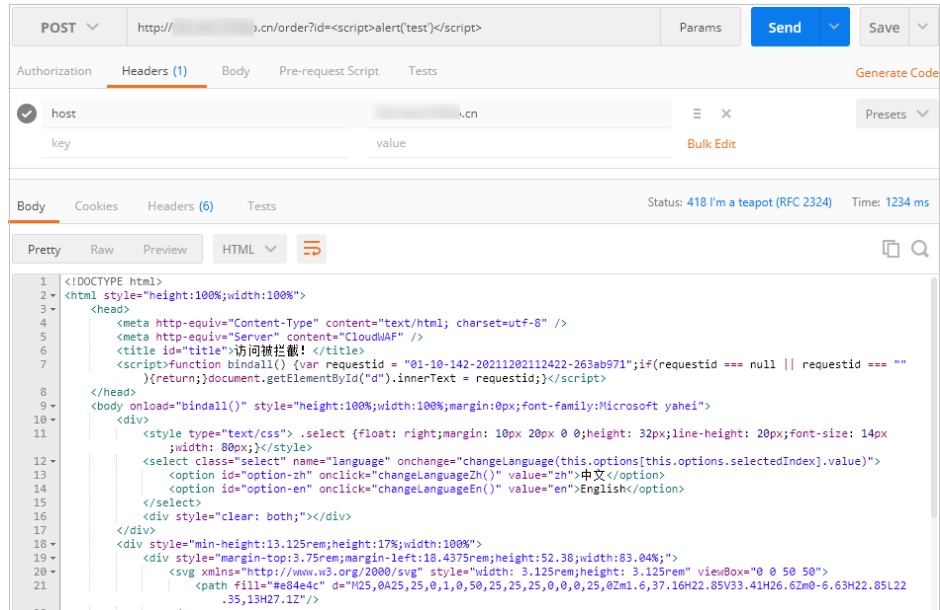 POST http:// .cn/order?id=<script>alert('test')</script> Params Send Save
Authorization Headers (1) Body Pre-request Script Tests Generate Code
host .cn Presets
key value Bulk Edit
Body Cookies Headers (6) Tests Status: 418 I'm a teapot (RFC 2324) Time: 1234 ms
Pretty Raw Preview HTML
1 <!DOCTYPE html>
2 <html style="height:100%;width:100%">
3 <head>
4 <meta http-equiv="Content-Type" content="text/html; charset=utf-8" />
5 <meta http-equiv="Server" content="CloudWAF" />
6 <title id="title">访问被拦截！</title>
7 <script>function bindall() {var requestid = "01-10-142-20211202112422-263ab971";if(requestid === null || requestid === ""
){return;}document.getElementById("d").innerText = requestid;}</script>
8 </head>
9 <body onload="bindall()" style="height:100%;width:100%;margin:0px;font-family:Microsoft yahei">
10 <div>
11 <style type="text/css"> .select {float: right;margin: 10px 20px 0 0;height: 32px;line-height: 20px;font-size: 14px
;width: 80px;}</style>
12 <select class="select" name="language" onchange="changeLanguage(this.options[this.options.selectedIndex].value)">
13 <option id="option-zh" onclick="changeLanguageZh()" value="zh">中文</option>
14 <option id="option-en" onclick="changeLanguageEn()" value="en">English</option>
15 </select>
16 <div style="clear: both;"></div>
17 </div>
18 <div style="min-height:13.125rem;height:17%;width:100%">
19 <div style="margin-top:3.75rem;margin-left:18.4375rem;height:52.38;width:83.04%;">
20 <svg xmlns="http://www.w3.org/2000/svg" style="width: 3.125rem;height: 3.125rem" viewBox="0 0 50 50">
21 <path fill="#e84e4c" d="M25,0A25,25,0,1,0,50,25,25,25,0,0,0,25,0Zm1.6,37.16H22.85V33.41H26.6Zm0-6.63H22.85L22
.35,13H27.1Z"/>